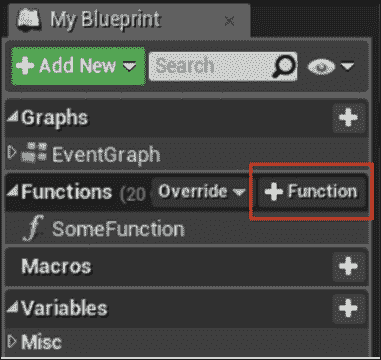 My Blueprint
Add New Search
Graphs
EventGraph
Functions (20 Override Function
SomeFunction
Macros
Variables
Misc